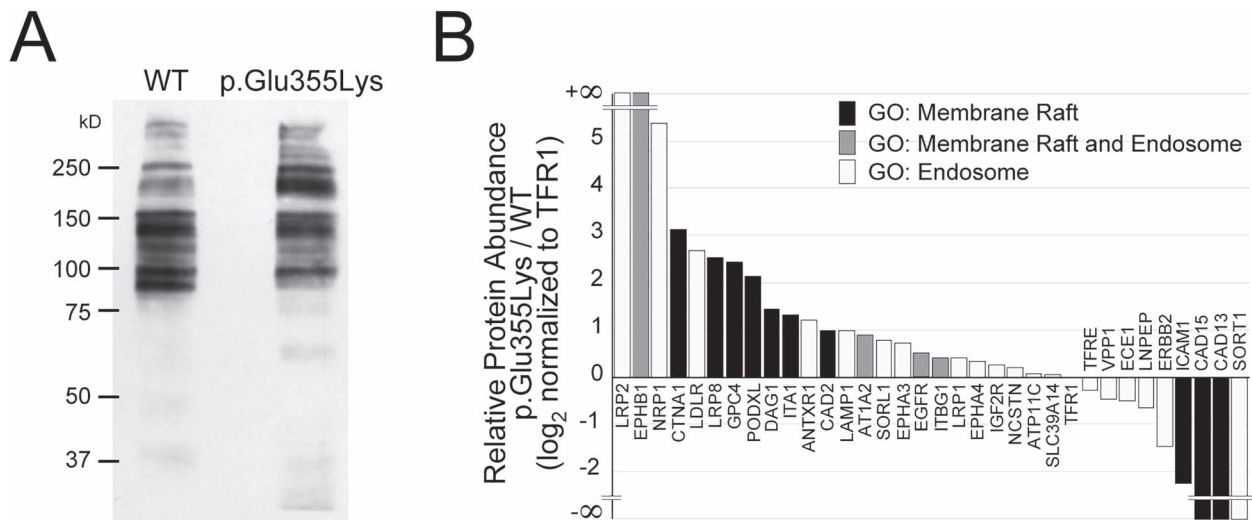 A
WT p.Glu355Lys
kD
250
150
100
75
50
37
B
Relative Protein Abundance
p.Glu355Lys / WT
(log2 normalized to TFR1)
+∞
5
4
3
2
1
0
-1
-2
-∞
GO: Membrane Raft
GO: Membrane Raft and Endosome
GO: Endosome
LRP2
EPHB1
NRP1
CTNA1
LDLR
LRP8
GPC4
PODXL
DAG1
ITA1
ANTXR1
CAD2
LAMP1
AT1A2
SORL1
EPHA3
EGFR
ITBG1
LRP1
EPHA4
IGF2R
NCSTN
ATP11C
SLC39A14
TFR1
TFRE
VPP1
ECE1
LNPEP
ERBB2
ICAM1
CAD15
CAD13
SORT1